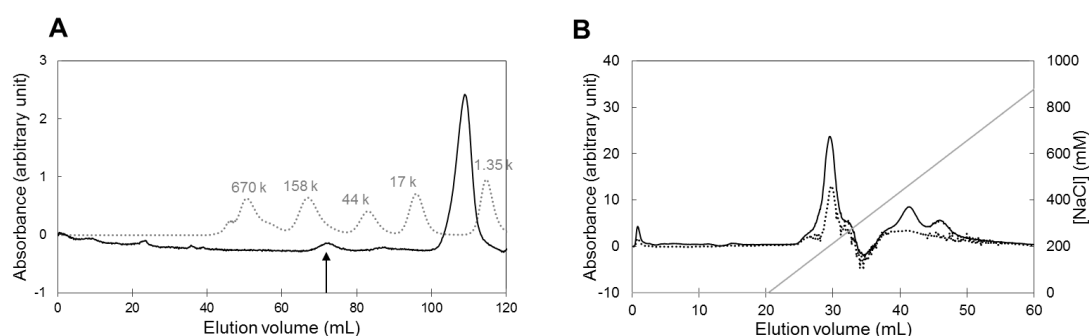 A
B
Absorbance (arbitrary unit)
3
2
1
0
-1
670 k
158 k
44 k
17 k
1.35 k
0
20
40
60
80
100
120
Elution volume (mL)
Absorbance (arbitrary unit)
40
30
20
10
0
-10
1000
800
600
400
200
0
[NaCl] (mM)
0
10
20
30
40
50
60
Elution volume (mL)